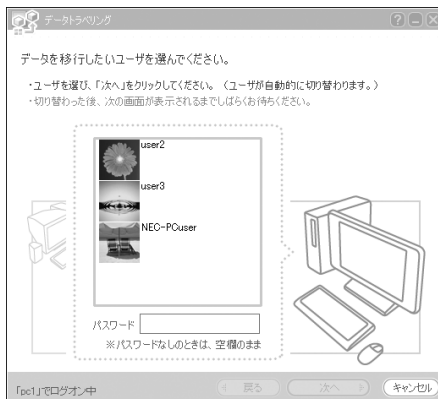 データトラベリング
データを移行したいユーザを選んでください。
・ユーザを選び、「次へ」をクリックしてください。（ユーザが自動的に切り替わります。）
・切り替わった後、次の画面が表示されるまでしばらくお待ちください。
user2
user3
NEC-PCuser
パスワード
※パスワードなしのときは、空欄のまま
「pc1」でログオン中
戻る
次へ
キャンセル